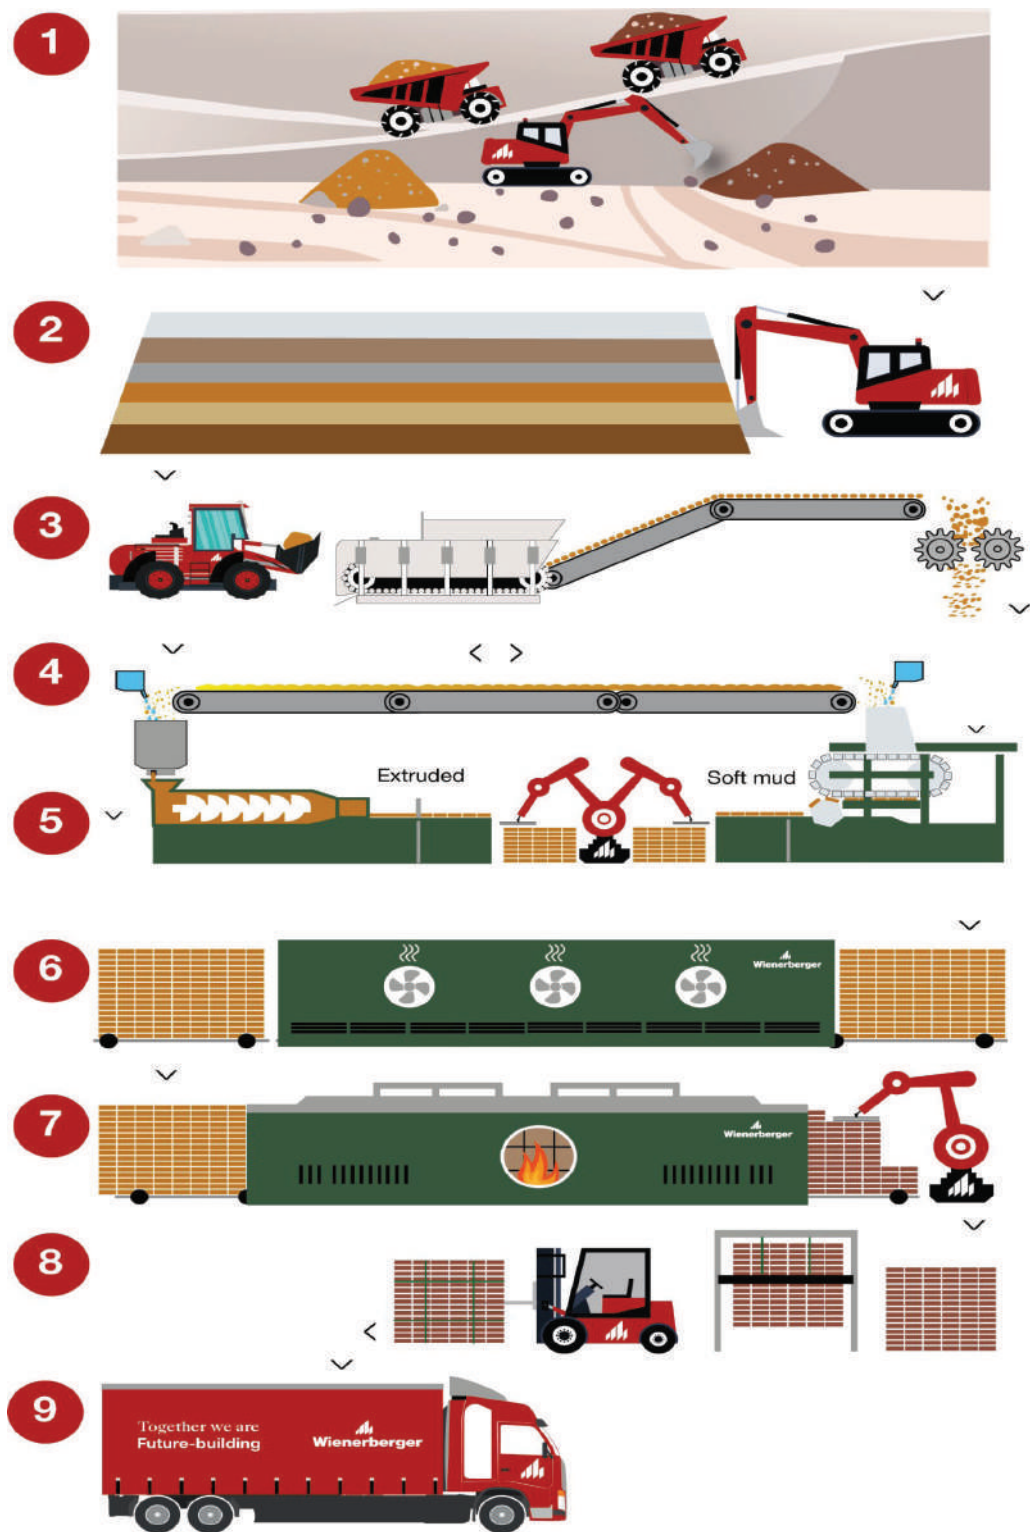 1
2
3
4
Extruded
Soft mud
5
6
Wienerberger
7
Wienerberger
8
9
Together we are
Future-building
Wienerberger